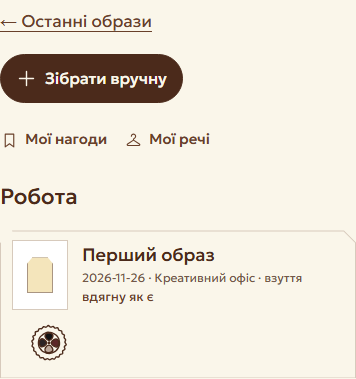 ← Останні образи
+ Зібрати вручну
Мої нагоди Мої речі
Робота
Перший образ
2026-11-26 · Креативний офіс · взуття
вдягну як є